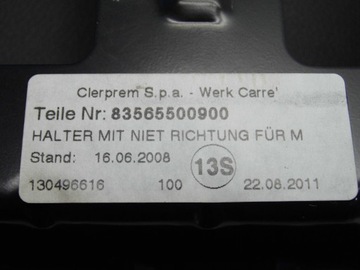 Clerprem S.p.a. - Werk Carre'
Teile Nr: 83565500900
HALTER MIT NIET RICHTUNG FÜR M
Stand: 16.06.2008 13S
130496616 100 22.08.2011